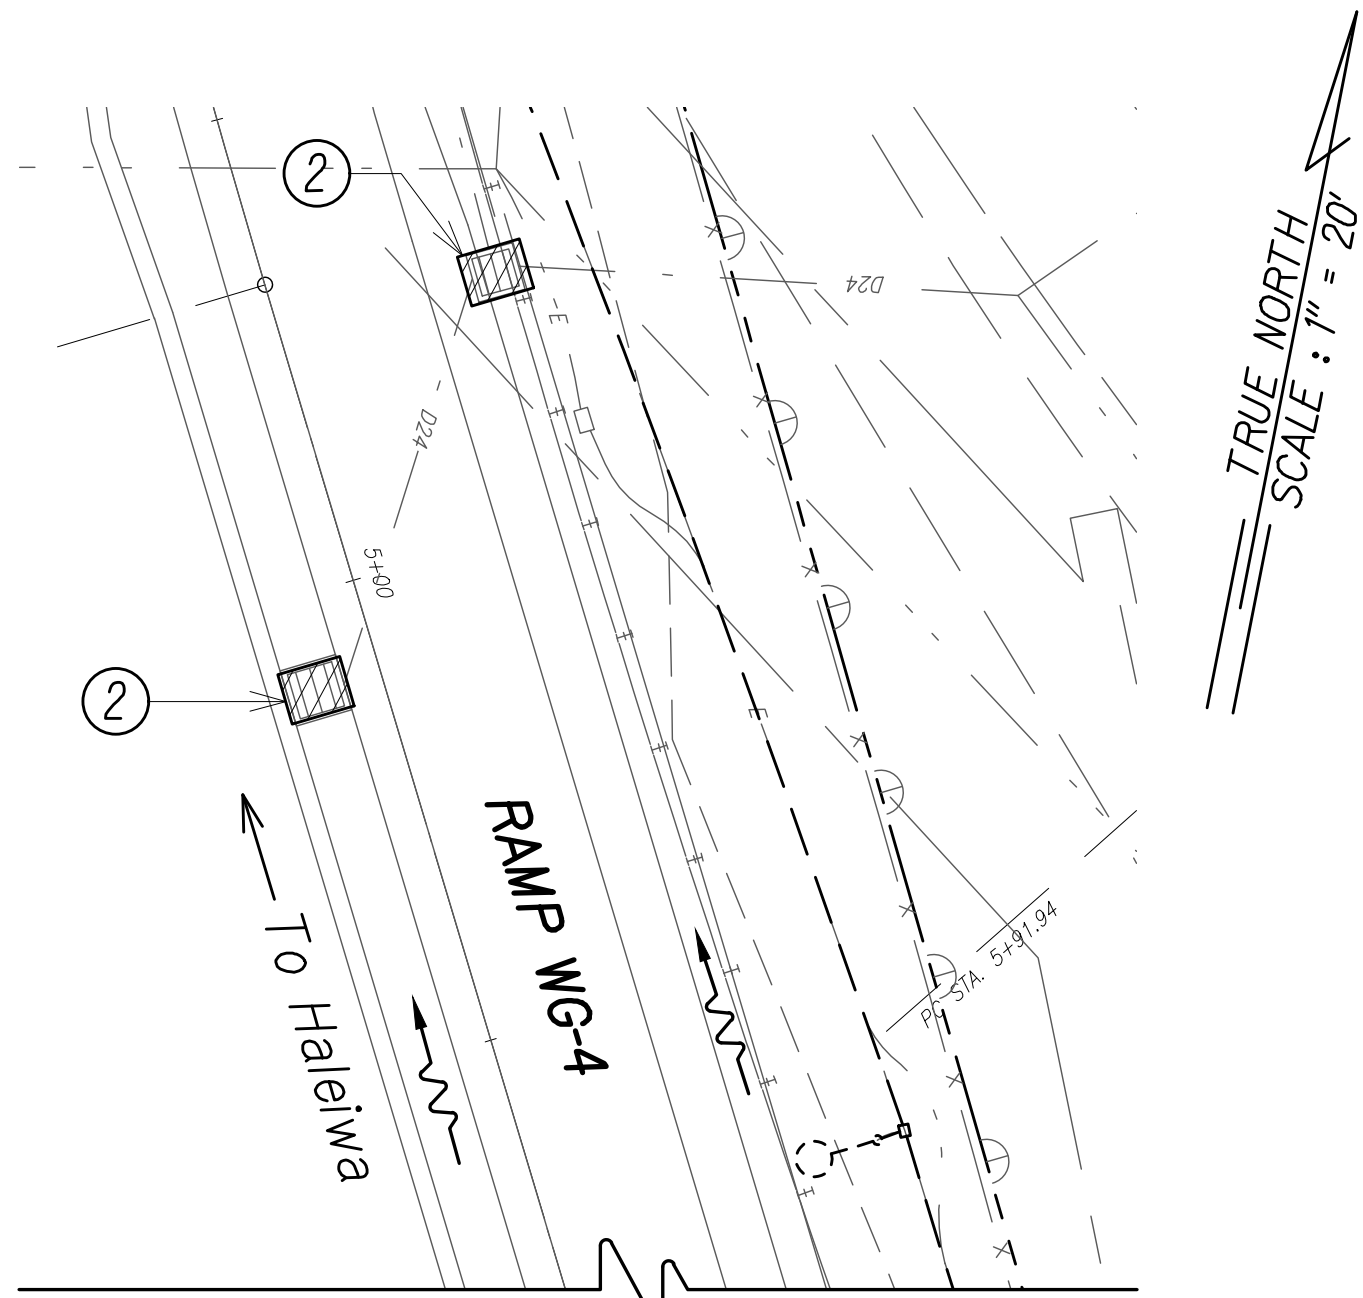 2
D24
E
D24
5+00
2
E
RAMP WG-4
To Haleiwa
PC STA. 5+91.94
TRUE NORTH
SCALE : 1" = 20'